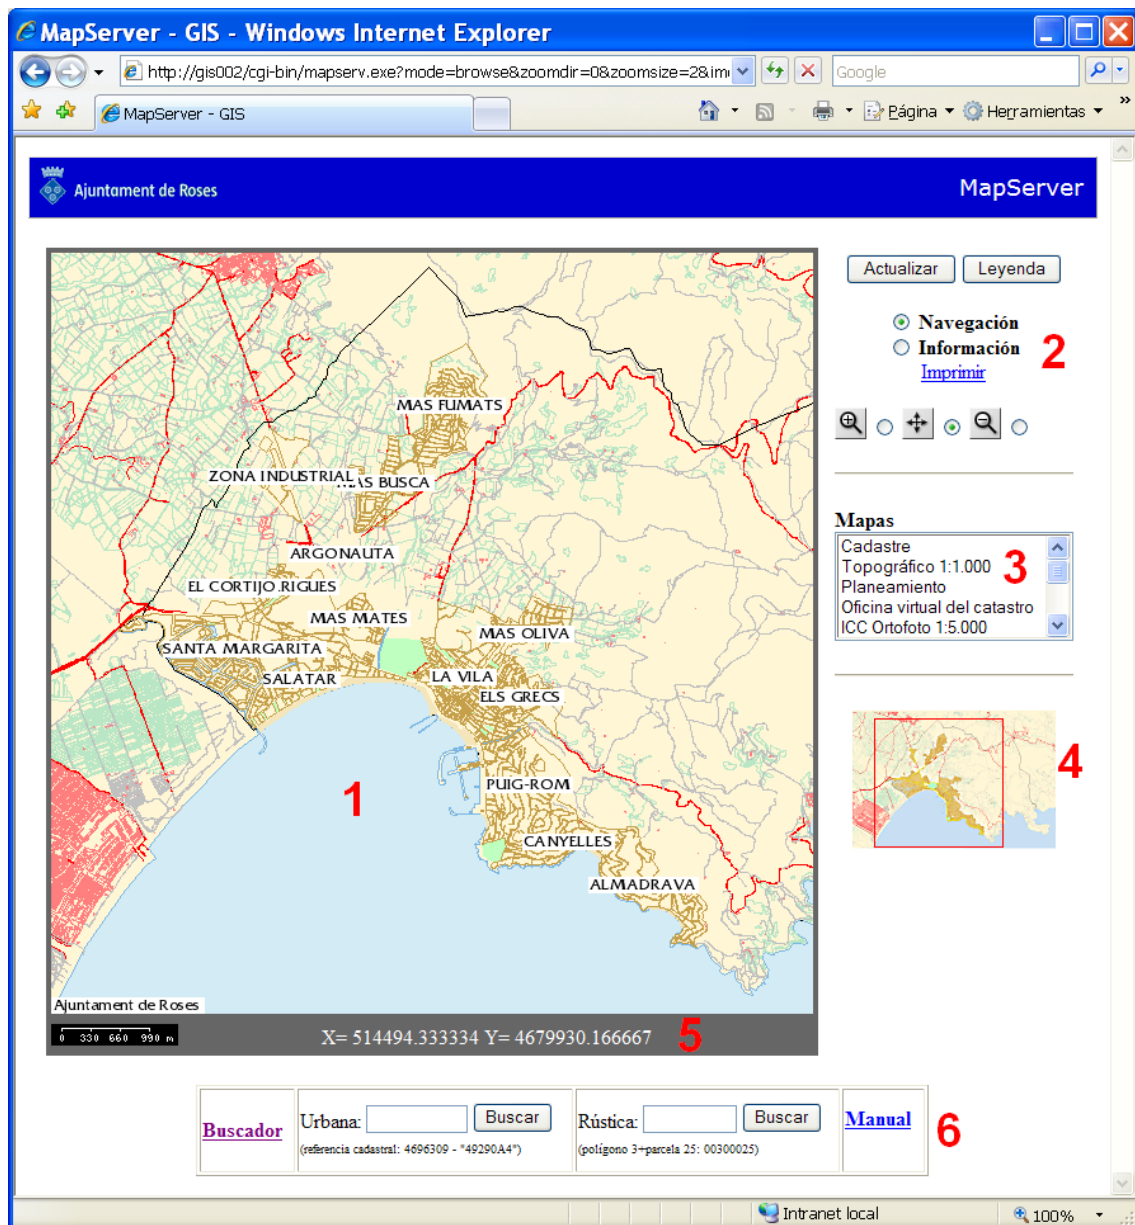 MapServer - GIS - Windows Internet Explorer
http://gis002/cgi-bin/mapserv.exe?mode=browse&zoomdir=0&zoomsize=2&im
Google
MapServer - GIS
Página
Herramientas
»
Ajuntament de Roses
MapServer
Actualizar
Leyenda
Navegación
Información
Imprimir
2
MAS FUMATS
ZONA INDUSTRIAL
MAS BUSCA
ARGONAUTA
EL CORTIJO.RIGUES
MAS MATES
MAS OLIVA
SANTA MARGARITA
SALATAR
LA VILA
ELS GRECS
PUIG-ROM
1
CANYELLES
ALMADRAVA
Ajuntament de Roses
Mapas
Cadastre
Topográfico 1:1.000
Planeamiento
Oficina virtual del catastro
ICC Ortofoto 1:5.000
3
4
0 330 660 990 m
X= 514494.333334 Y= 4679930.166667
5
Buscador
Urbana:
Buscar
(referencia cadastral: 4696309 - "49290A4")
Rústica:
Buscar
(polígono 3+parcela 25: 00300025)
Manual
6
Intranet local
100%